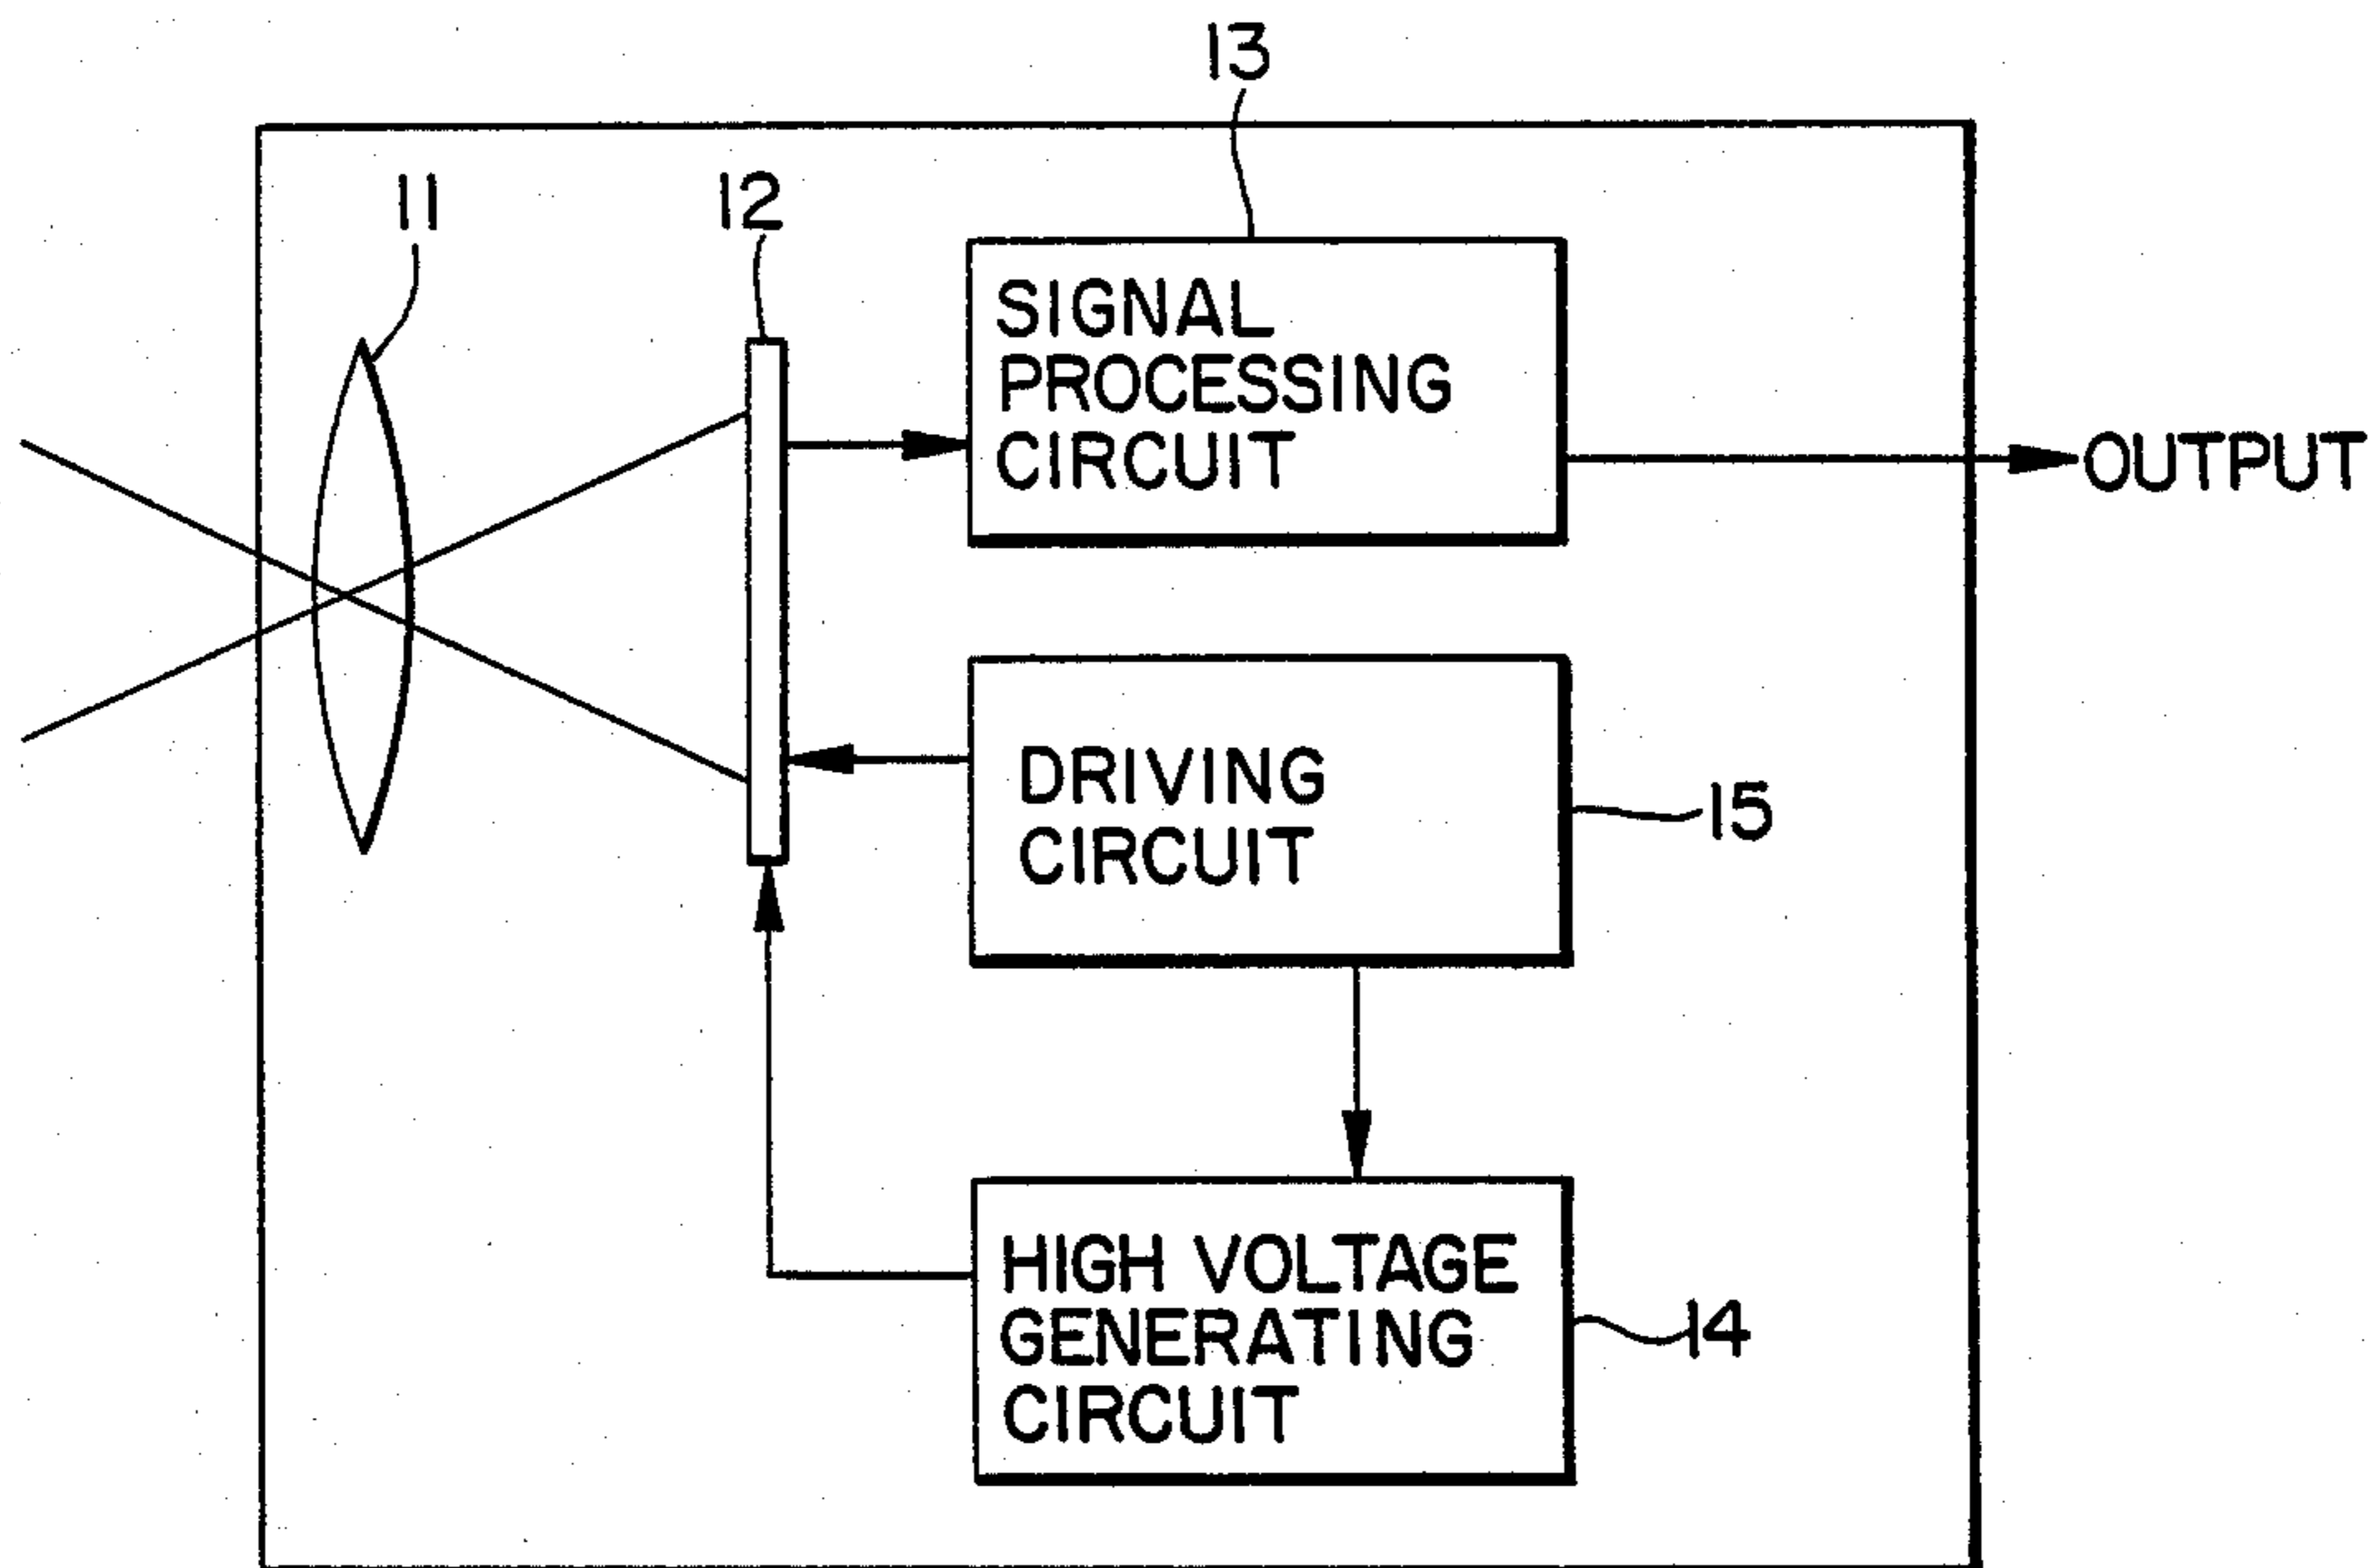 13
11
12
SIGNAL
PROCESSING
CIRCUIT
OUTPUT
DRIVING
CIRCUIT
15
HIGH VOLTAGE
GENERATING
CIRCUIT
14